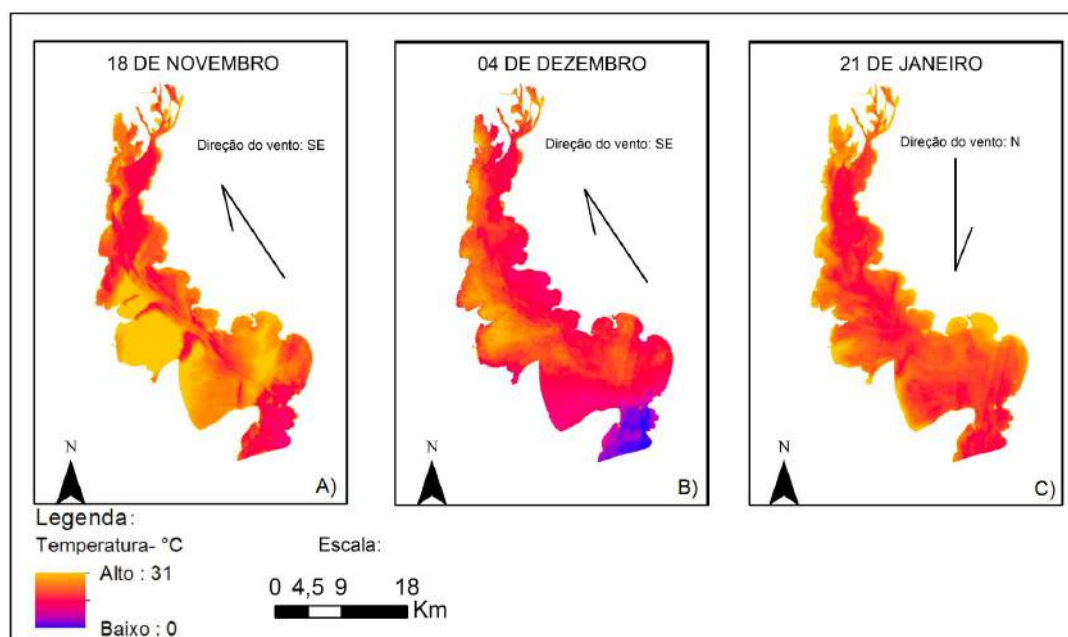 18 DE NOVEMBRO
Direção do vento: SE
N
A)
04 DE DEZEMBRO
Direção do vento: SE
N
B)
21 DE JANEIRO
Direção do vento: N
N
C)
Legenda:
Temperatura- °C
Alto : 31
Baixo : 0
Escala:
0 4,5 9 18
Km